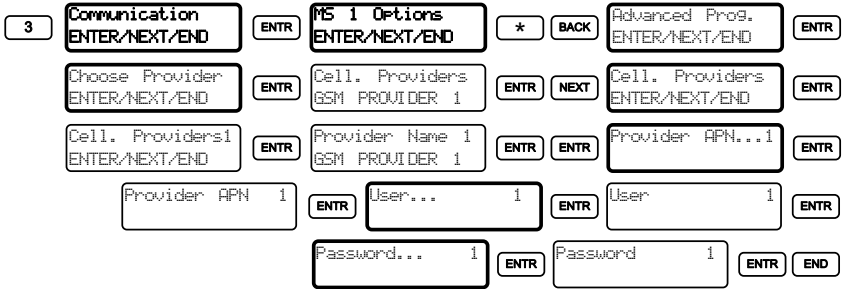 3 Communication ENTR MS 1 Options * BACK Advanced Prog. ENTR
ENTER/NEXT/END ENTER/NEXT/END ENTER/NEXT/END
Choose Provider ENTR Cell. Providers ENTR NEXT Cell. Providers ENTR
ENTER/NEXT/END GSM PROVIDER 1 ENTER/NEXT/END
Cell. Providers1 ENTR Provider Name 1 ENTR ENTR Provider APN...1 ENTR
ENTER/NEXT/END GSM PROVIDER 1
Provider APN 1 ENTR User... 1 ENTR User 1 ENTR
Password... 1 ENTR Password 1 ENTR END